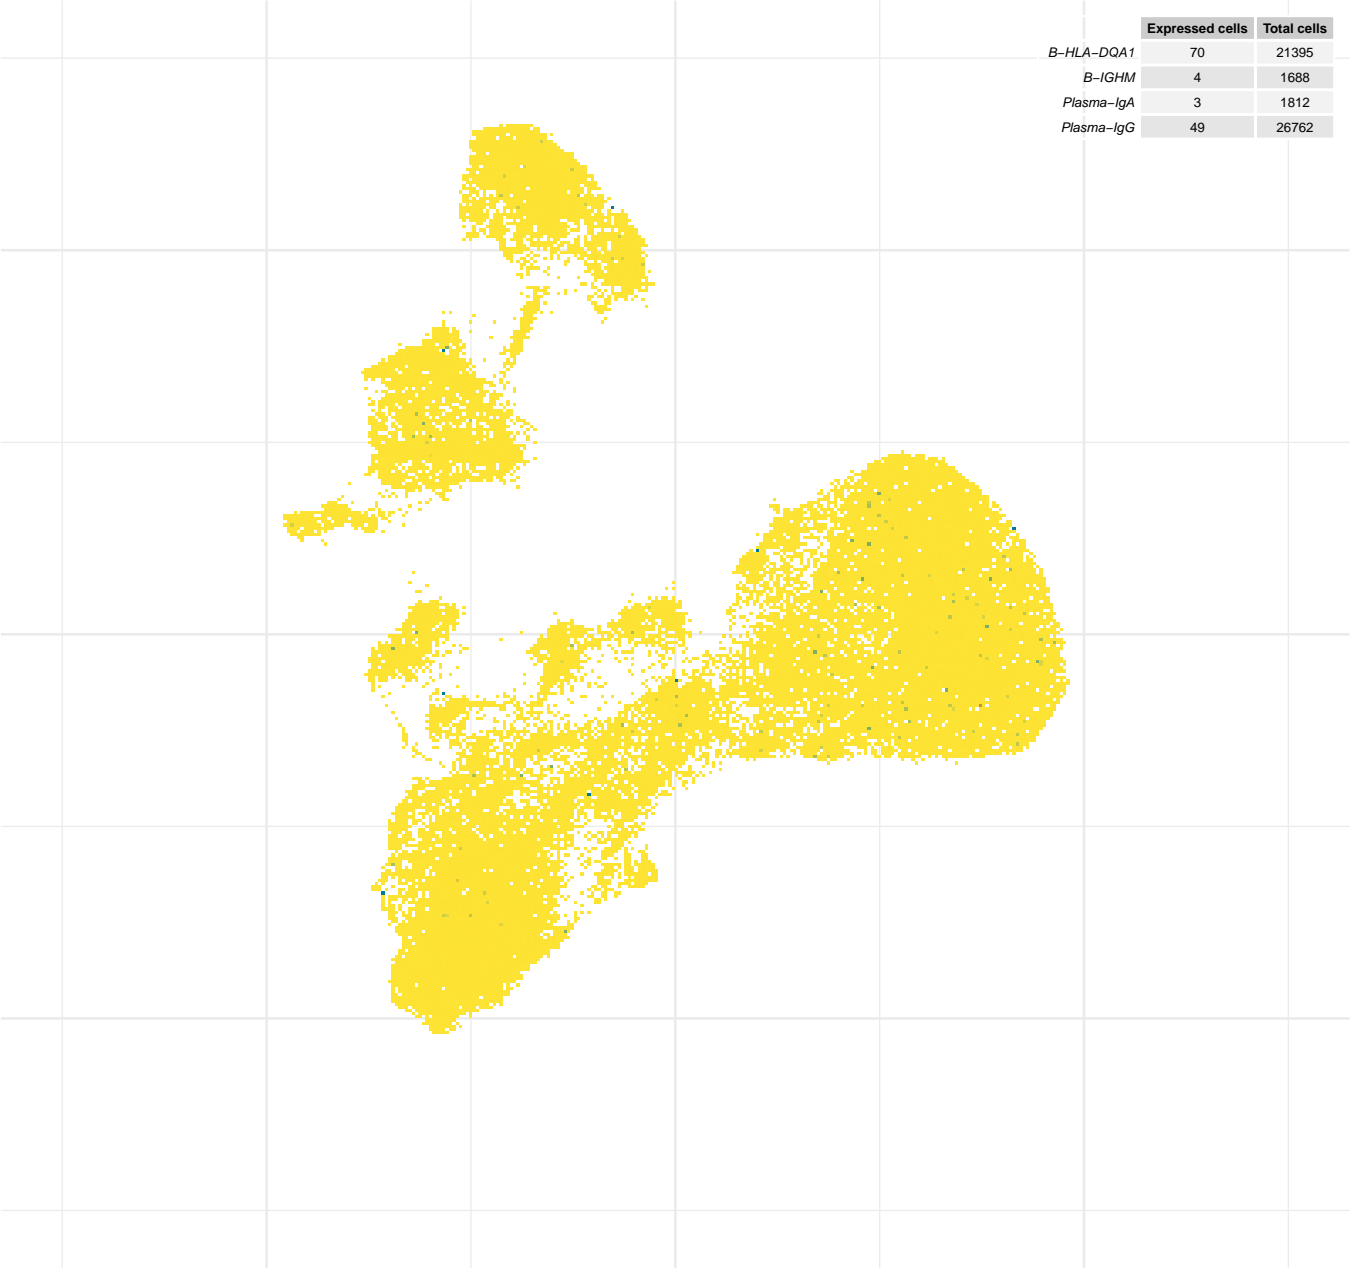 Expressed cells Total cells
B−HLA−DQA1 70 21395
B−IGHM 4 1688
Plasma−IgA 3 1812
Plasma−IgG 49 26762